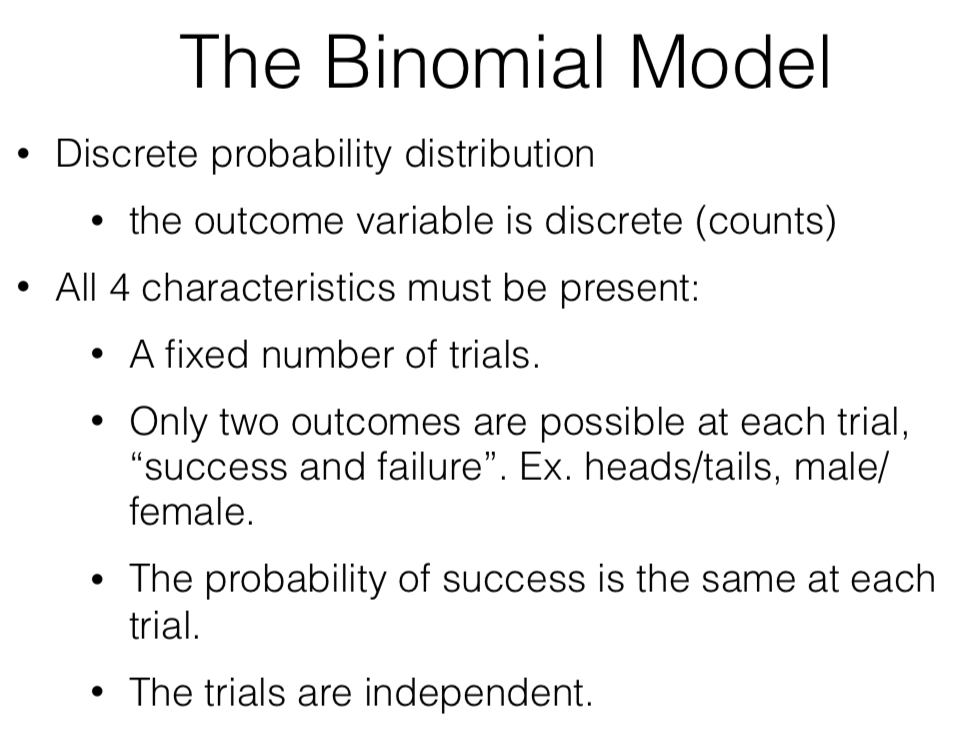 The Binomial Model
• Discrete probability distribution
• the outcome variable is discrete (counts)
• All 4 characteristics must be present:
• A fixed number of trials.
• Only two outcomes are possible at each trial,
“success and failure”. Ex. heads/tails, male/
female.
• The probability of success is the same at each
trial.
• The trials are independent.